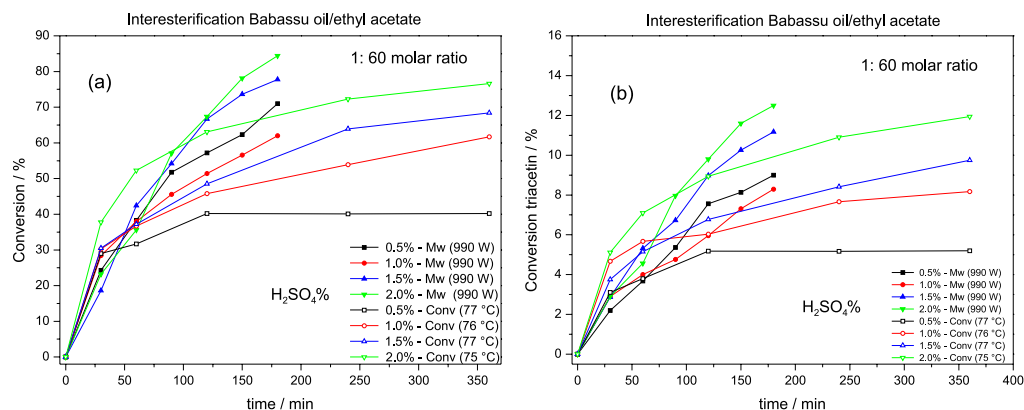 Interesterification Babassu oil/ethyl acetate
(a)
1: 60 molar ratio
Conversion / %
90
80
70
60
50
40
30
20
10
0
H₂SO₄%
0.5% - Mw (990 W)
1.0% - Mw (990 W)
1.5% - Mw (990 W)
2.0% - Mw (990 W)
0.5% - Conv (77 °C)
1.0% - Conv (76 °C)
1.5% - Conv (77 °C)
2.0% - Conv (75 °C)
0 50 100 150 200 250 300 350
time / min
Interesterification Babassu oil/ethyl acetate
(b)
1: 60 molar ratio
Conversion triacetin / %
16
14
12
10
8
6
4
2
0
H₂SO₄%
0.5% - Mw (990 W)
1.0% - Mw (990 W)
1.5% - Mw (990 W)
2.0% - Mw (990 W)
0.5% - Conv (77 °C)
1.0% - Conv (76 °C)
1.5% - Conv (77 °C)
2.0% - Conv (75 °C)
0 50 100 150 200 250 300 350 400
time / min